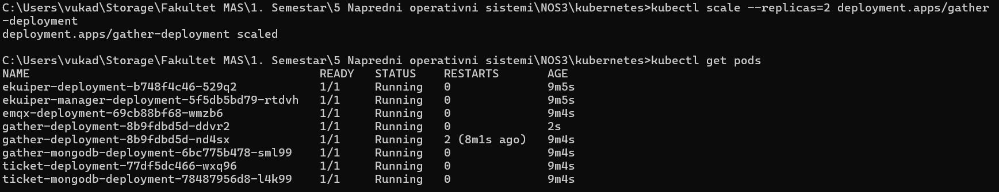 C:\Users\vukad\Storage\Fakultet MAS\1. Semestar\5 Napredni operativni sistemi\NOS3\kubernetes>kubectl scale --replicas=2 deployment.apps/gather
-deployment
deployment.apps/gather-deployment scaled
C:\Users\vukad\Storage\Fakultet MAS\1. Semestar\5 Napredni operativni sistemi\NOS3\kubernetes>kubectl get pods
NAME READY STATUS RESTARTS AGE
ekuiper-deployment-b748f4c46-529q2 1/1 Running 0 9m5s
ekuiper-manager-deployment-5f5db5bd79-rtdvh 1/1 Running 0 9m5s
emqx-deployment-69cb88bf68-wmzb6 1/1 Running 0 9m4s
gather-deployment-8b9fdbd5d-ddvr2 1/1 Running 0 2s
gather-deployment-8b9fdbd5d-nd4sx 1/1 Running 2 (8m1s ago) 9m4s
gather-mongodb-deployment-6bc775b478-sml99 1/1 Running 0 9m4s
ticket-deployment-77df5dc466-wxq96 1/1 Running 0 9m4s
ticket-mongodb-deployment-78487956d8-l4k99 1/1 Running 0 9m4s